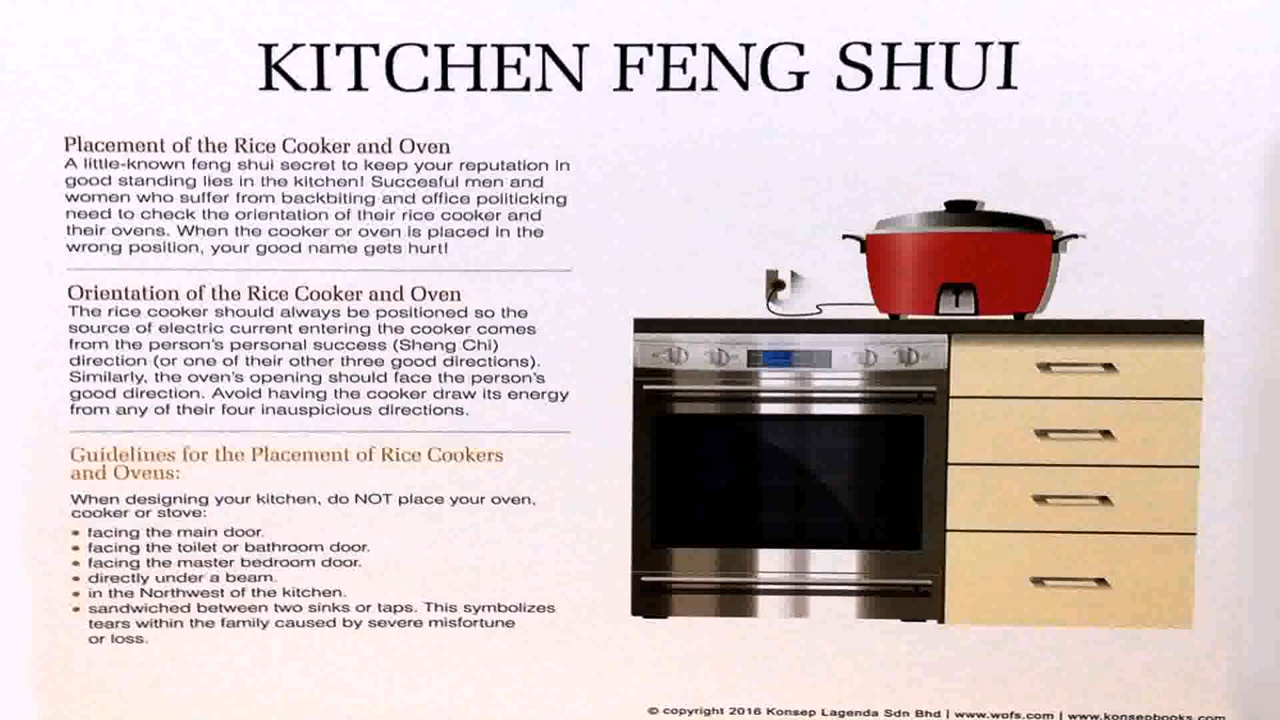 KITCHEN FENG SHUI
Placement of the Rice Cooker and Oven
A little-known feng shui secret to keep your reputation in
good standing lies in the kitchen! Succesful men and
women who suffer from backbiting and office politicking
need to check the orientation of their rice cooker and
their ovens. When the cooker or oven is placed in the
wrong position, your good name gets hurt!
Orientation of the Rice Cooker and Oven
The rice cooker should always be positioned so the
source of electric current entering the cooker comes
from the person's personal success (Sheng Chi)
direction (or one of their other three good directions).
Similarly, the oven's opening should face the person's
good direction. Avoid having the cooker draw its energy
from any of their four inauspicious directions.
Guidelines for the Placement of Rice Cookers
and Ovens:
When designing your kitchen, do NOT place your oven,
cooker or stove:
• facing the main door.
• facing the toilet or bathroom door.
• facing the master bedroom door.
• directly under a beam.
• in the Northwest of the kitchen.
• sandwiched between two sinks or taps. This symbolizes
tears within the family caused by severe misfortune
or loss.
© copyright 2016 Konsep Lagenda Sdn Bhd | www.wofs.com | www.konsepbooks.com